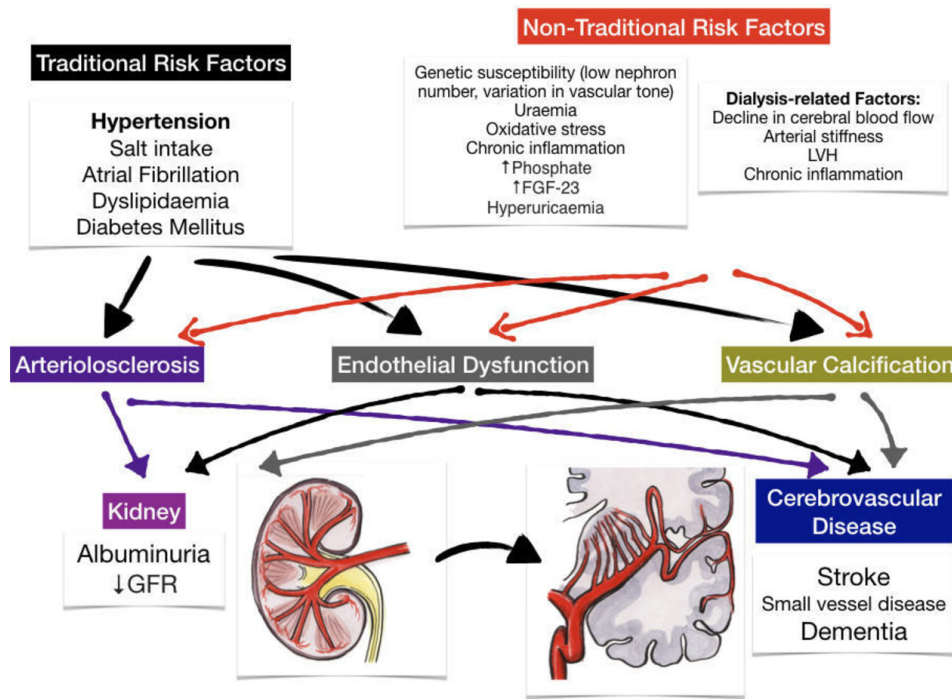 Non-Traditional Risk Factors
Traditional Risk Factors
Hypertension
Salt intake
Atrial Fibrillation
Dyslipidaemia
Diabetes Mellitus
Genetic susceptibility (low nephron
number, variation in vascular tone)
Uraemia
Oxidative stress
Chronic inflammation
↑Phosphate
↑FGF-23
Hyperuricaemia
Dialysis-related Factors:
Decline in cerebral blood flow
Arterial stiffness
LVH
Chronic inflammation
Arteriolosclerosis
Endothelial Dysfunction
Vascular Calcification
Kidney
Albuminuria
↓GFR
Cerebrovascular
Disease
Stroke
Small vessel disease
Dementia